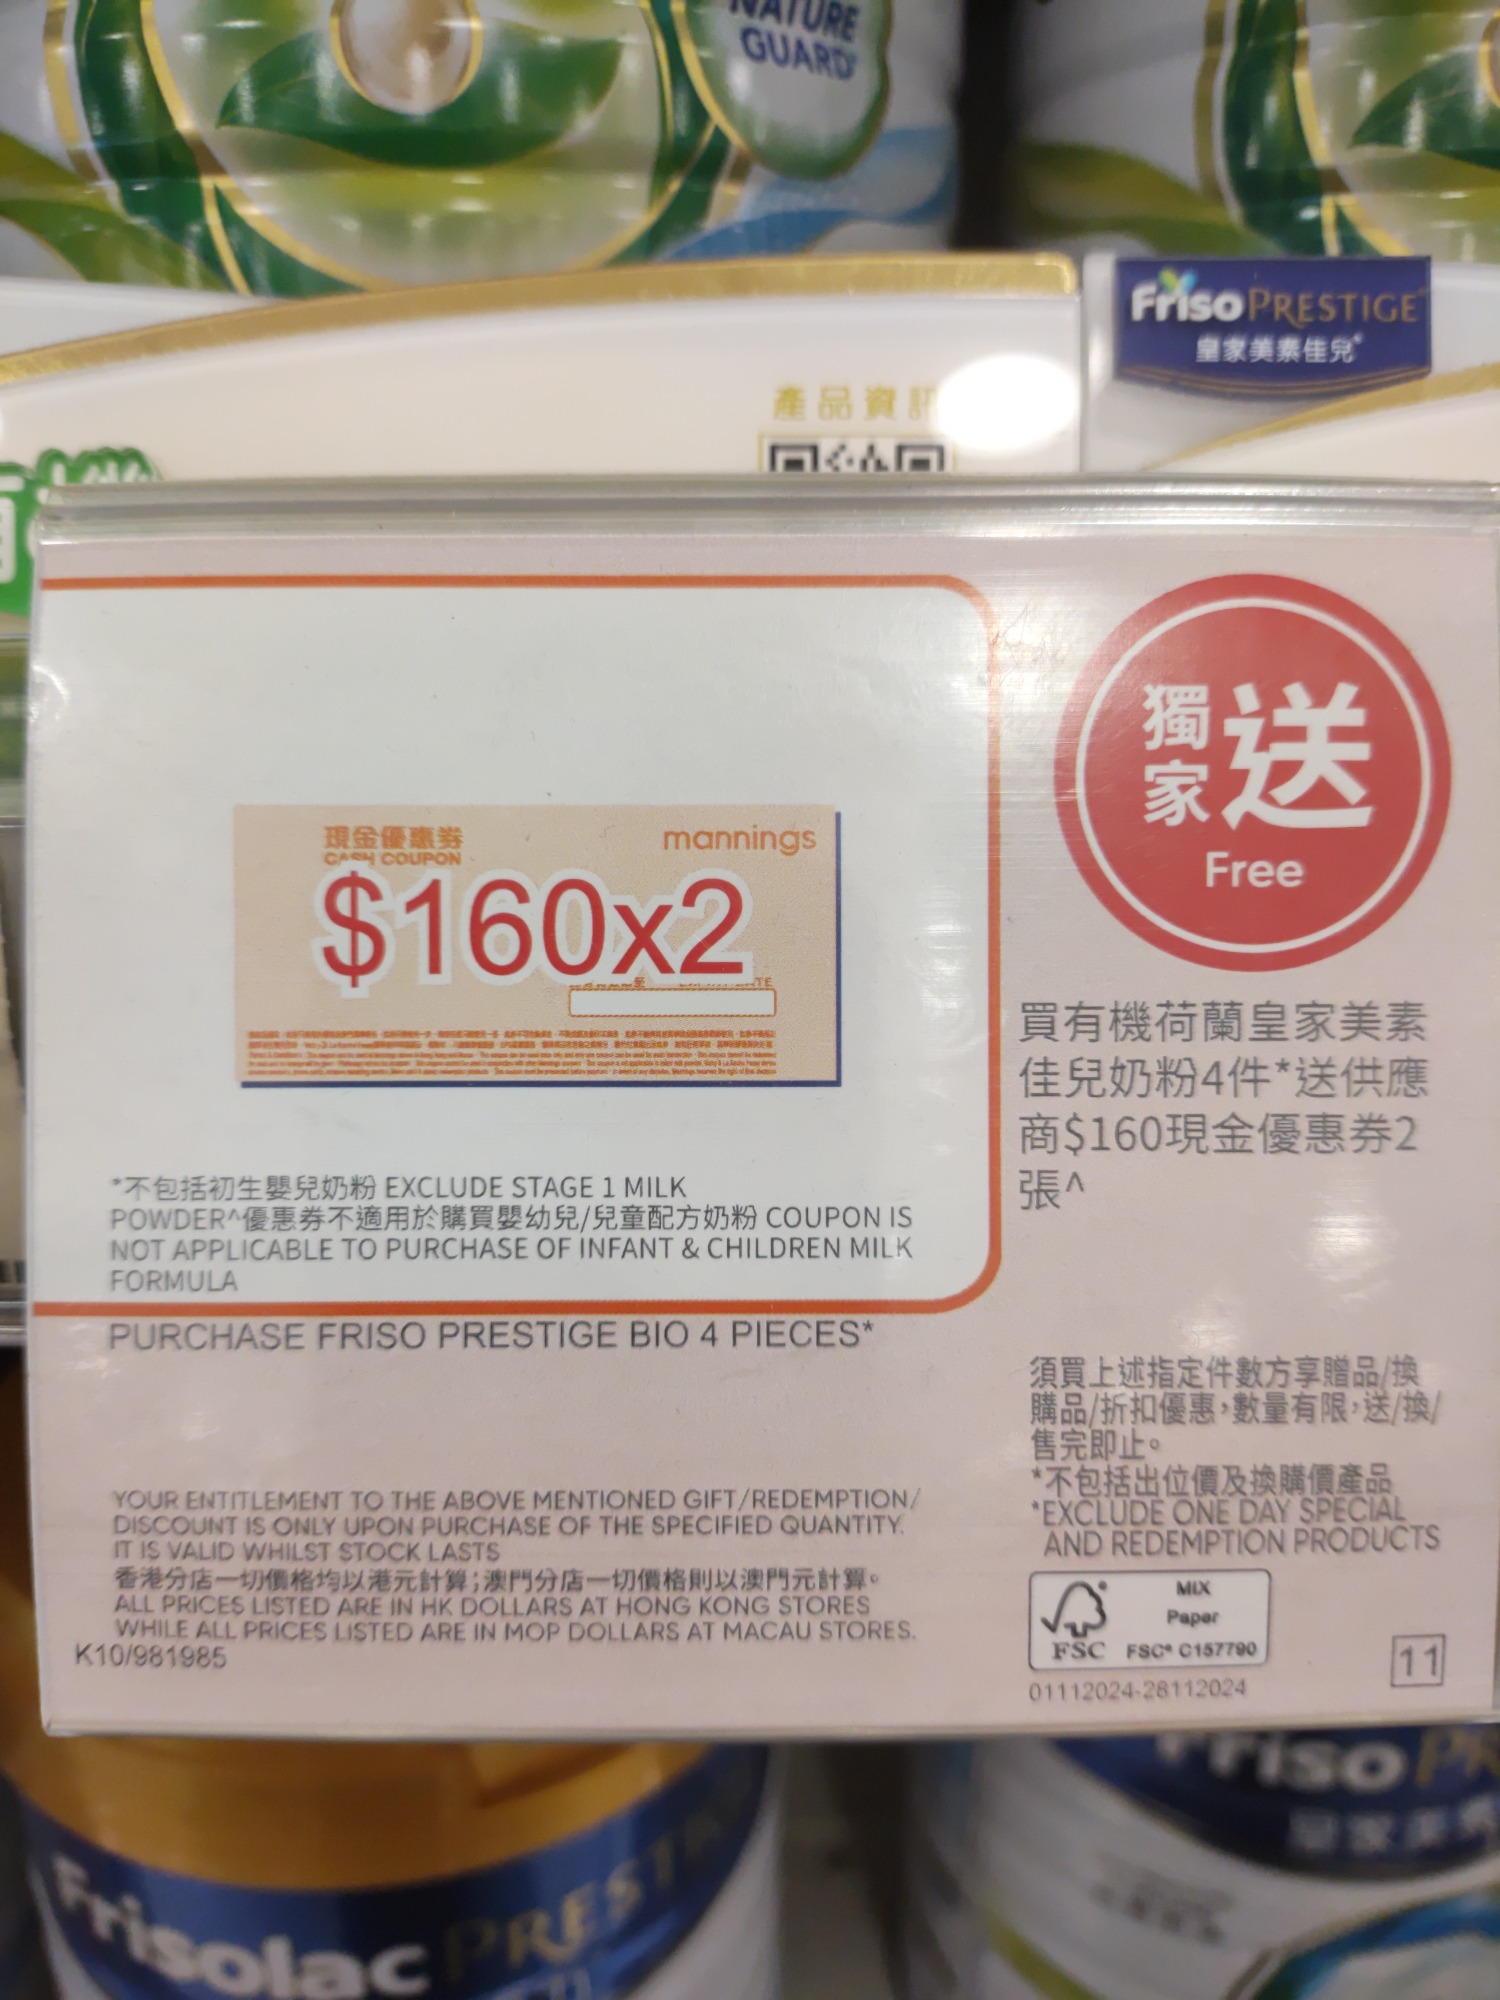 NATURE
GUARD
Friso PRESTIGE
皇家美素佳兒
產品資訊
現金優惠券
CASH COUPON
mannings
$160x2
獨家送
Free
買有機荷蘭皇家美素
佳兒奶粉4件*送供應
商$160現金優惠券2
張^
*不包括初生嬰兒奶粉 EXCLUDE STAGE 1 MILK
POWDER^優惠券不適用於購買嬰幼兒/兒童配方奶粉 COUPON IS
NOT APPLICABLE TO PURCHASE OF INFANT & CHILDREN MILK
FORMULA
PURCHASE FRISO PRESTIGE BIO 4 PIECES*
須買上述指定件數方享贈品/換
購品/折扣優惠，數量有限，送/換/
售完即止。
*不包括出位價及換購價產品
*EXCLUDE ONE DAY SPECIAL
AND REDEMPTION PRODUCTS
YOUR ENTITLEMENT TO THE ABOVE MENTIONED GIFT/REDEMPTION/
DISCOUNT IS ONLY UPON PURCHASE OF THE SPECIFIED QUANTITY.
IT IS VALID WHILST STOCK LASTS
香港分店一切價格均以港元計算；澳門分店一切價格則以澳門元計算。
ALL PRICES LISTED ARE IN HK DOLLARS AT HONG KONG STORES
WHILE ALL PRICES LISTED ARE IN MOP DOLLARS AT MACAU STORES.
K10/981985
FSC
MIX
Paper
FSC® C157790
01112024-28112024
11
Frisolac PREST
Friso PR
皇家美素